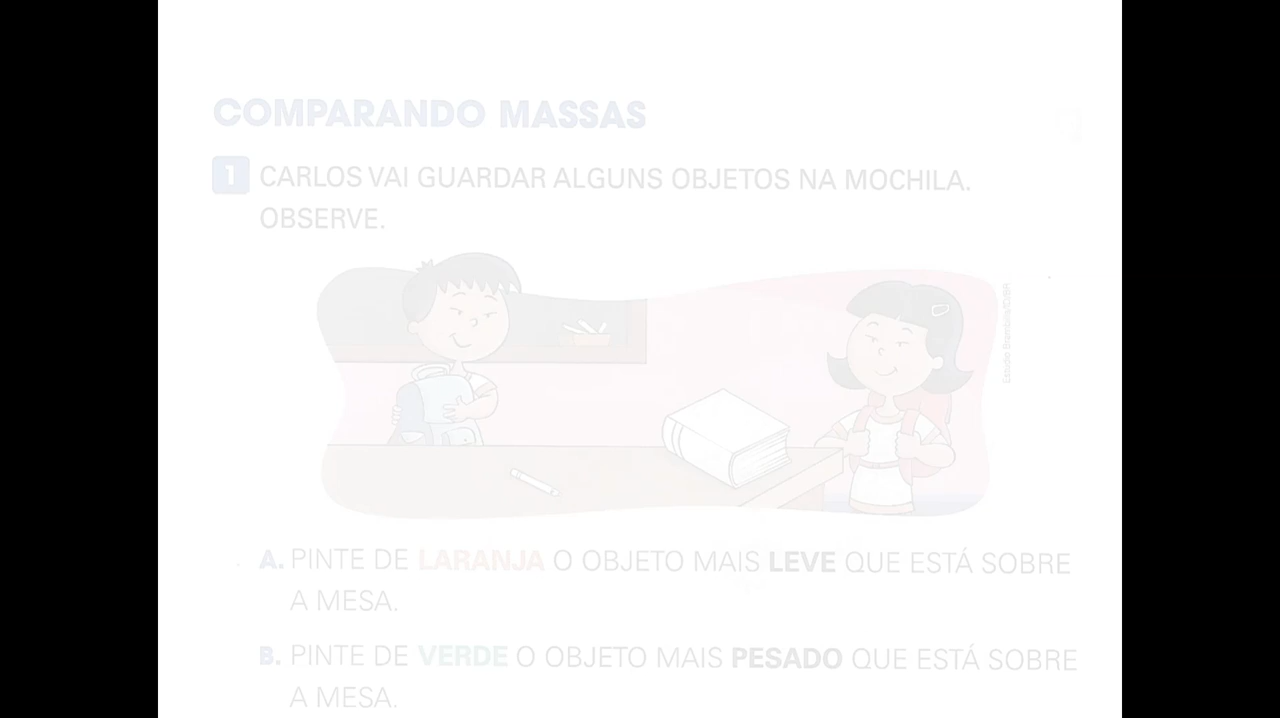 COMPARANDO MASSAS
1 CARLOS VAI GUARDAR ALGUNS OBJETOS NA MOCHILA.
OBSERVE.
A. PINTE DE LARANJA O OBJETO MAIS LEVE QUE ESTÁ SOBRE
A MESA.
B. PINTE DE VERDE O OBJETO MAIS PESADO QUE ESTÁ SOBRE
A MESA.